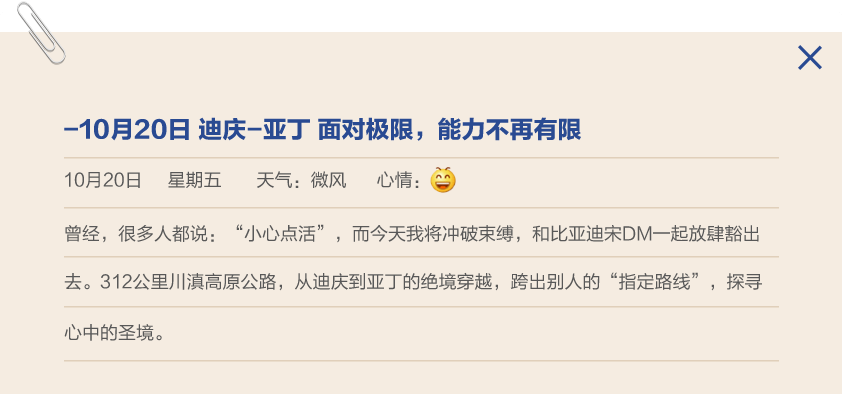 -10月20日 迪庆-亚丁 面对极限，能力不再有限
10月20日 星期五 天气：微风 心情：
曾经，很多人都说：“小心点活”，而今天我将冲破束缚，和比亚迪宋DM一起放肆豁出
去。312公里川滇高原公路，从迪庆到亚丁的绝境穿越，跨出别人的“指定路线”，探寻
心中的圣境。